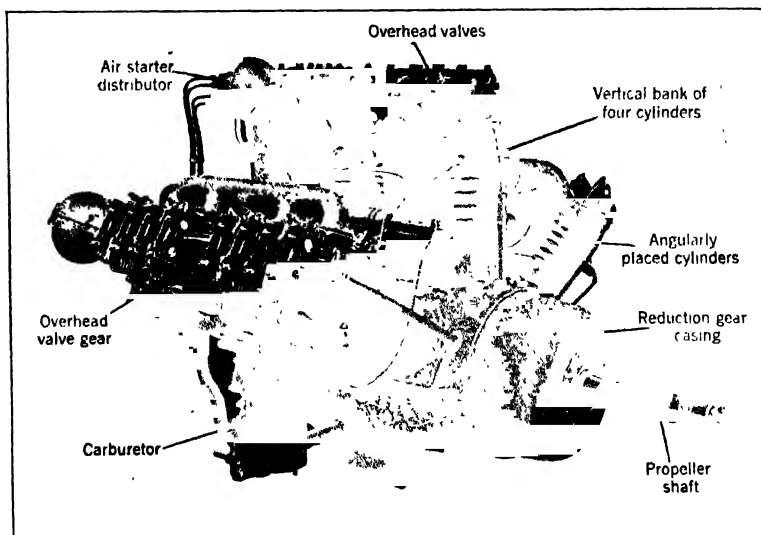 Overhead valves
Air starter
distributor
Vertical bank of
four cylinders
Angularly
placed cylinders
Overhead
valve gear
Reduction gear
casing
Carburetor
Propeller
shaft